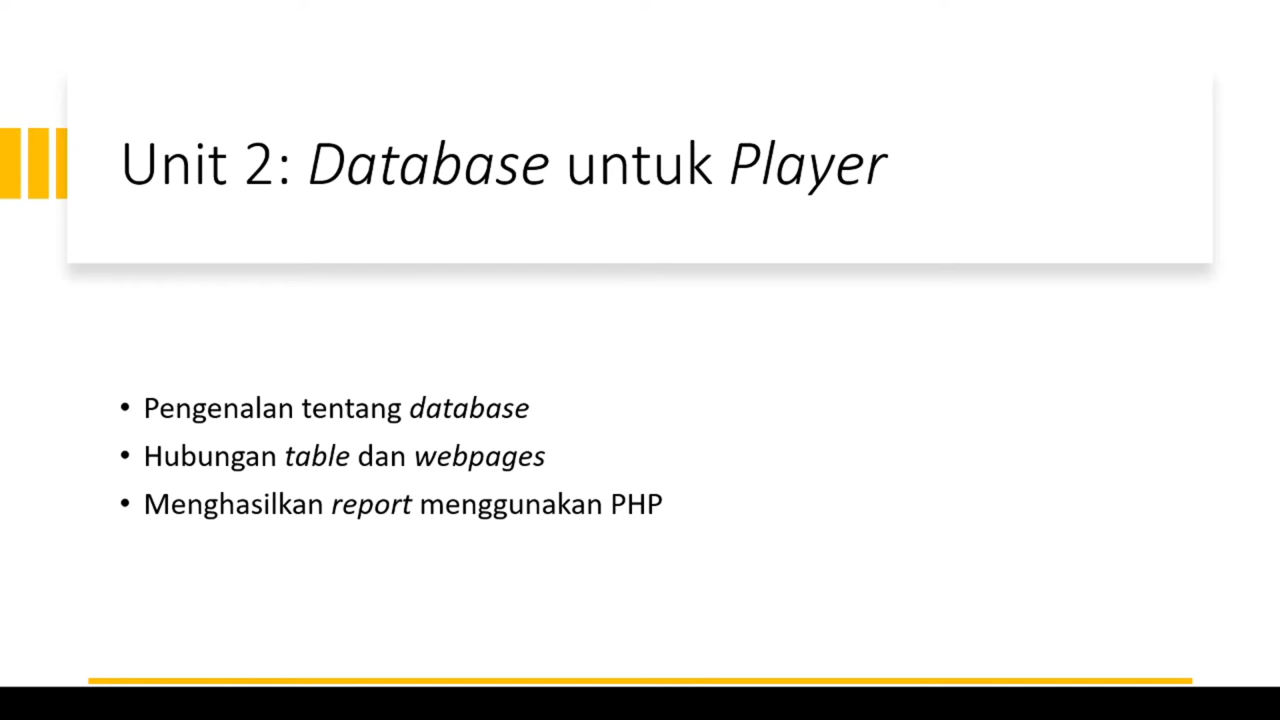 Unit 2: Database untuk Player
• Pengenalan tentang database
• Hubungan table dan webpages
• Menghasilkan report menggunakan PHP